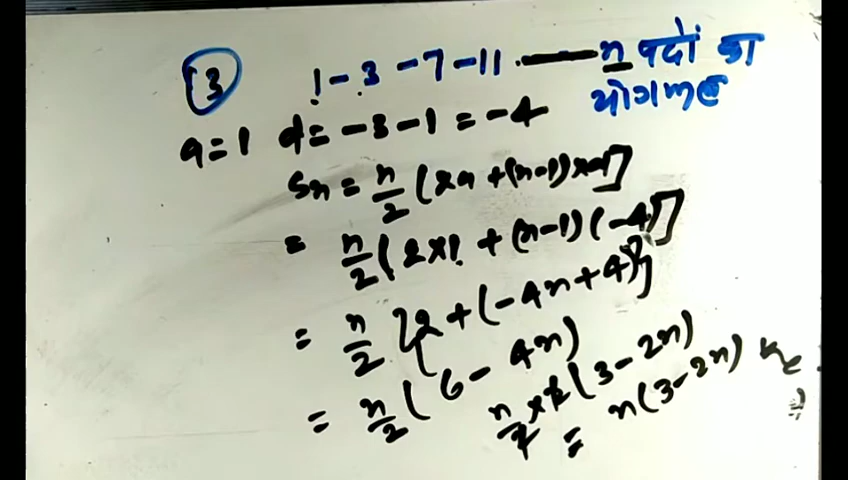 (3) 1-3-7-11 .—— n पदों का
योगफल
a=1 d= -3-1 = -4
Sn = n/2 (2a +(n-1)×d]
= n/2 (2×1 + (n-1)(-4)]
= n/2 {2+(-4n+4)}
= n/2 (6-4n)
n/2 ×2 (3-2n)
= n(3-2n)